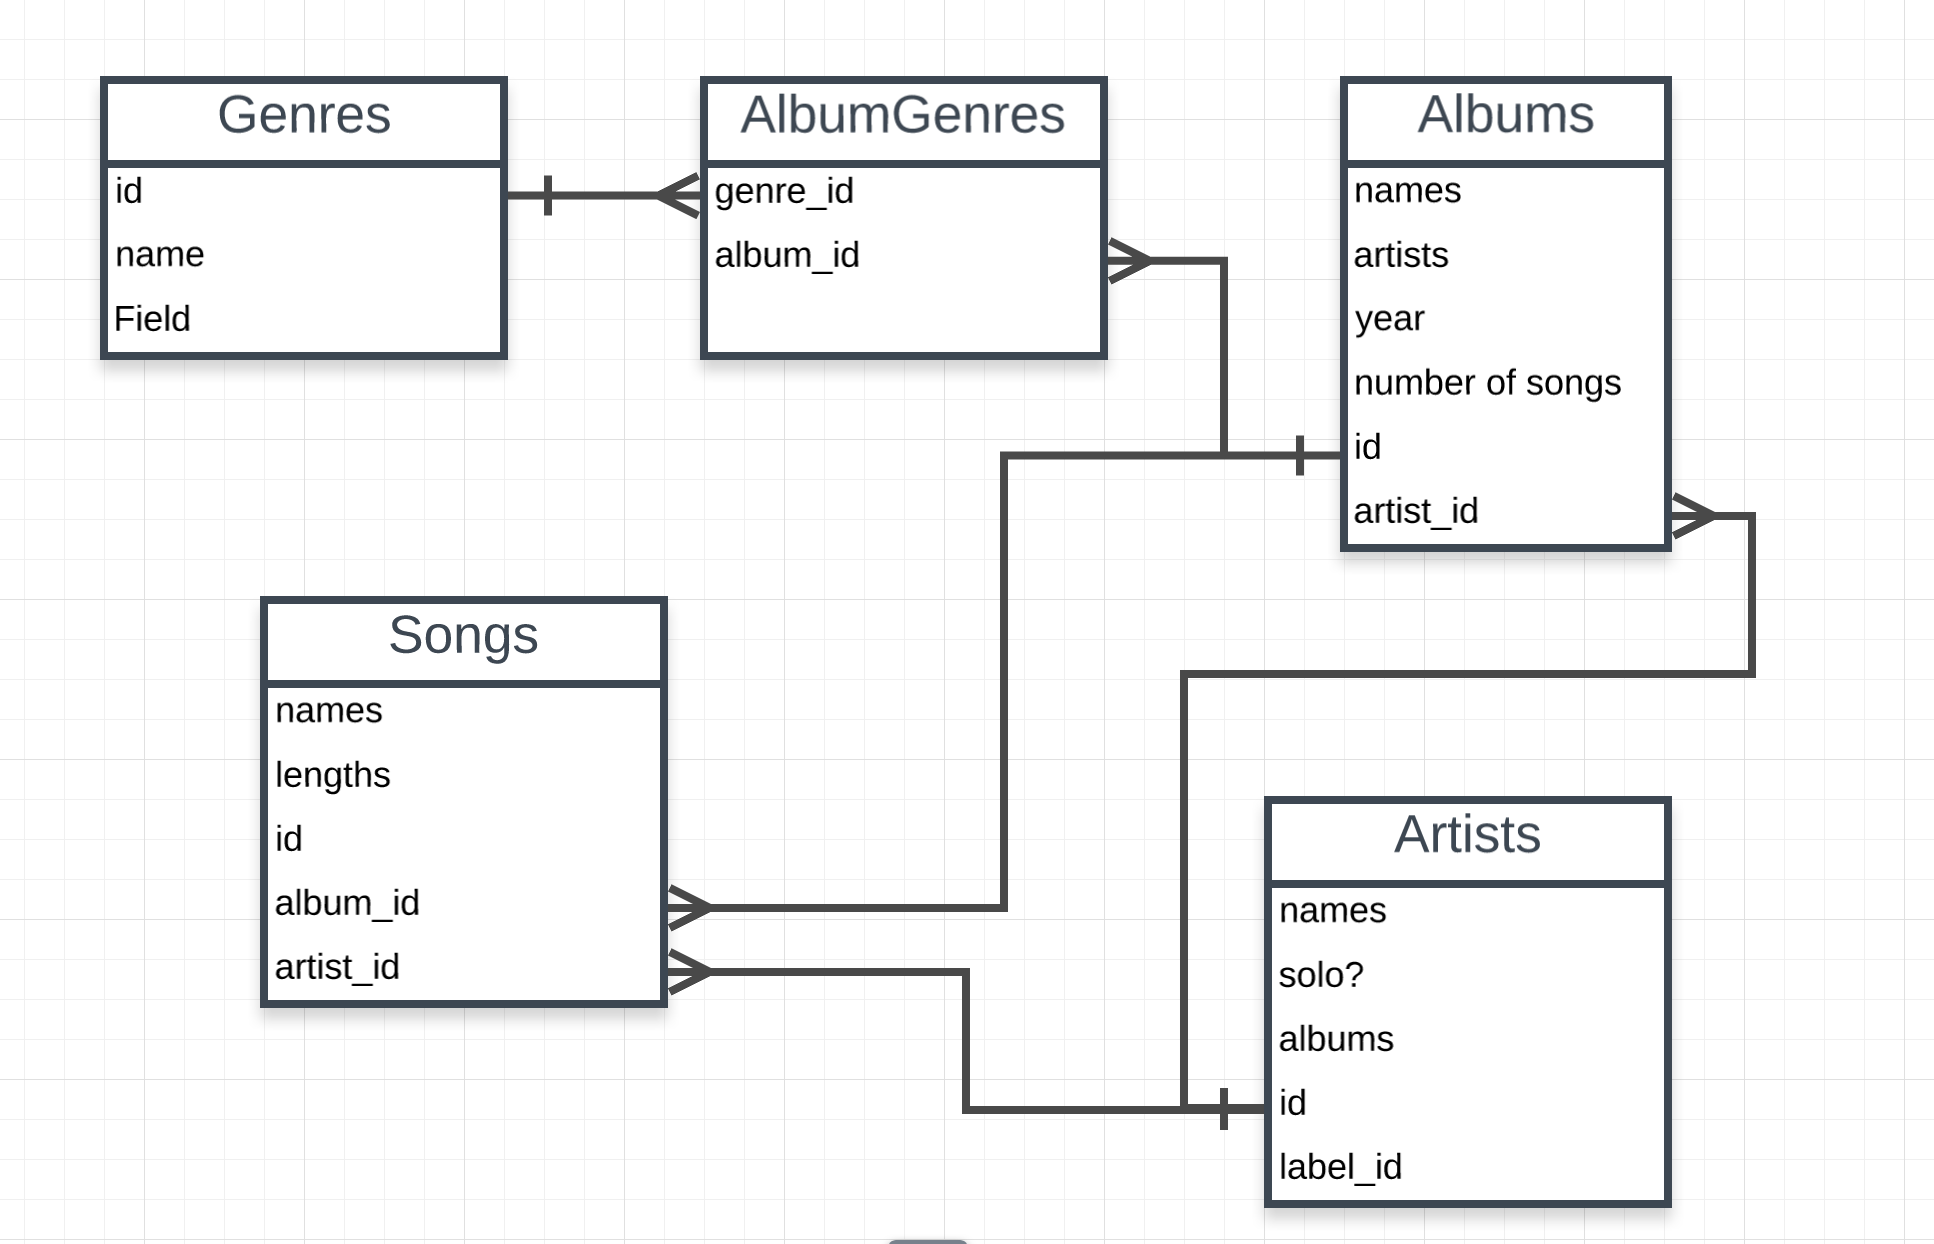 Genres
id
name
Field
AlbumGenres
genre_id
album_id
Albums
names
artists
year
number of songs
id
artist_id
Songs
names
lengths
id
album_id
artist_id
Artists
names
solo?
albums
id
label_id